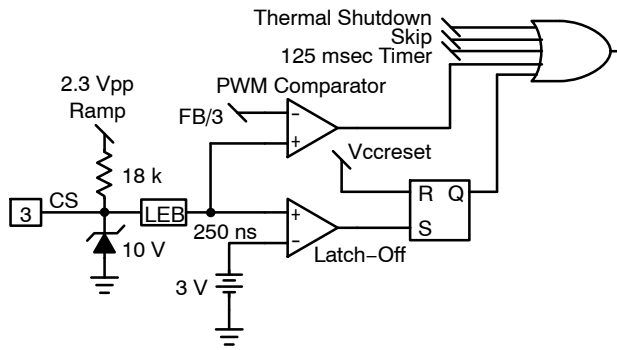 Thermal Shutdown
Skip
125 msec Timer
2.3 Vpp
Ramp
PWM Comparator
FB/3
−
+
18 k
Vccreset
3
CS
LEB
250 ns
+
−
R Q
S
10 V
Latch−Off
3 V